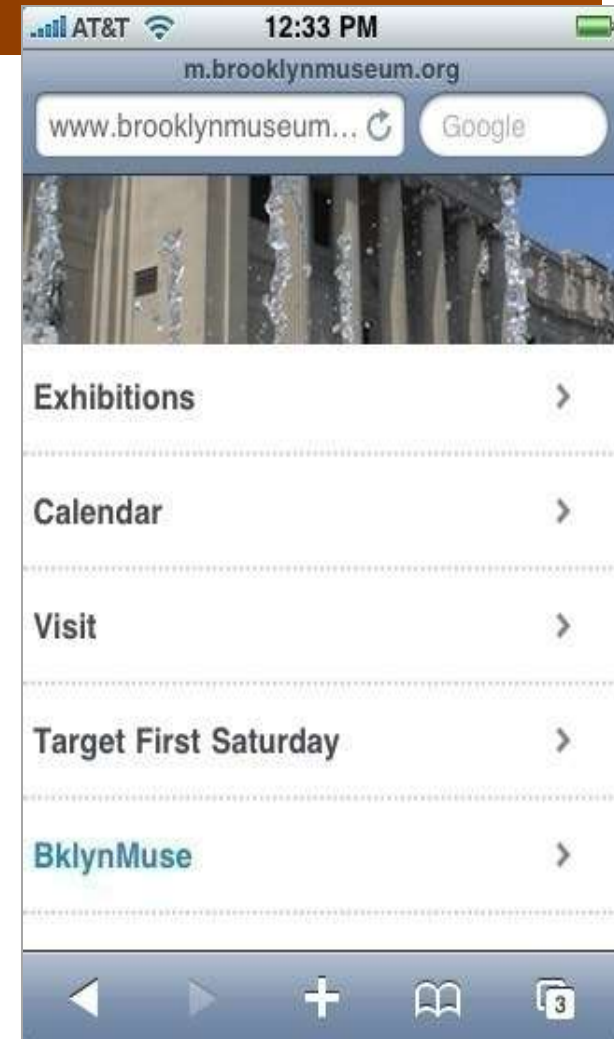 AT&T 12:33 PM
m.brooklynmuseum.org
www.brooklynmuseum... Google
Exhibitions
Calendar
Visit
Target First Saturday
BklynMuse
3